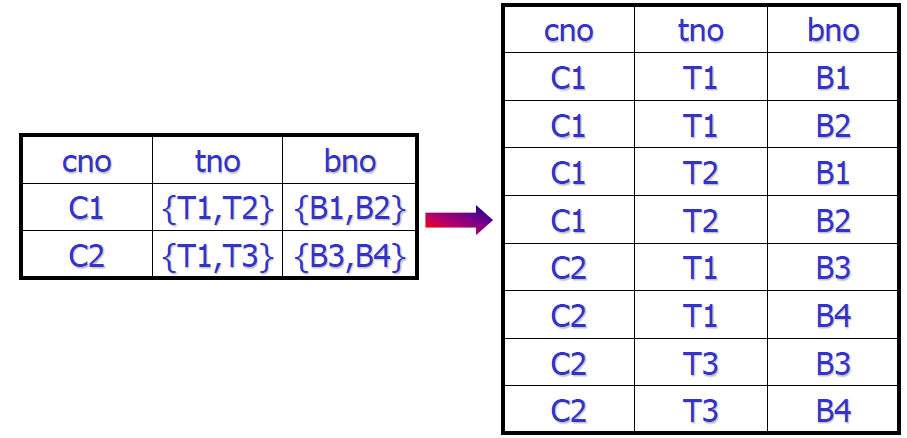 cno tno bno
C1 {T1,T2} {B1,B2}
C2 {T1,T3} {B3,B4}
cno tno bno
C1 T1 B1
C1 T1 B2
C1 T2 B1
C1 T2 B2
C2 T1 B3
C2 T1 B4
C2 T3 B3
C2 T3 B4